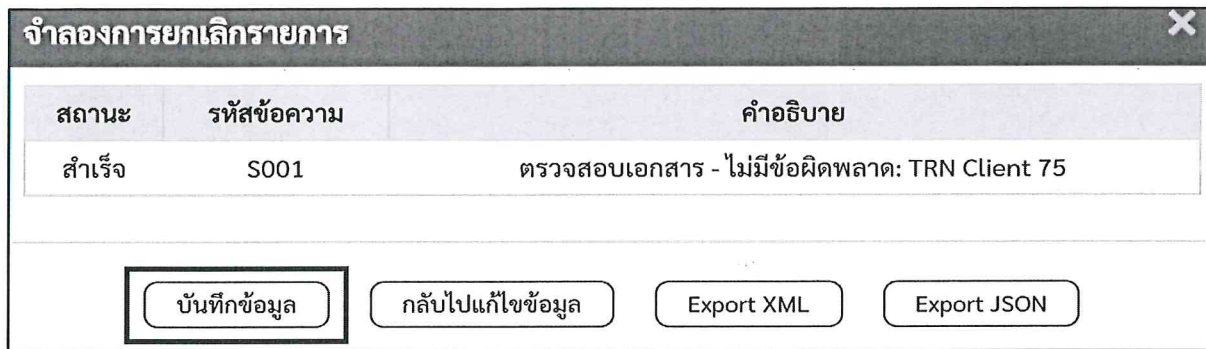 จำลองการยกเลิกรายการ
สถานะ รหัสข้อความ คำอธิบาย
สำเร็จ S001 ตรวจสอบเอกสาร - ไม่มีข้อผิดพลาด: TRN Client 75
บันทึกข้อมูล กลับไปแก้ไขข้อมูล Export XML Export JSON